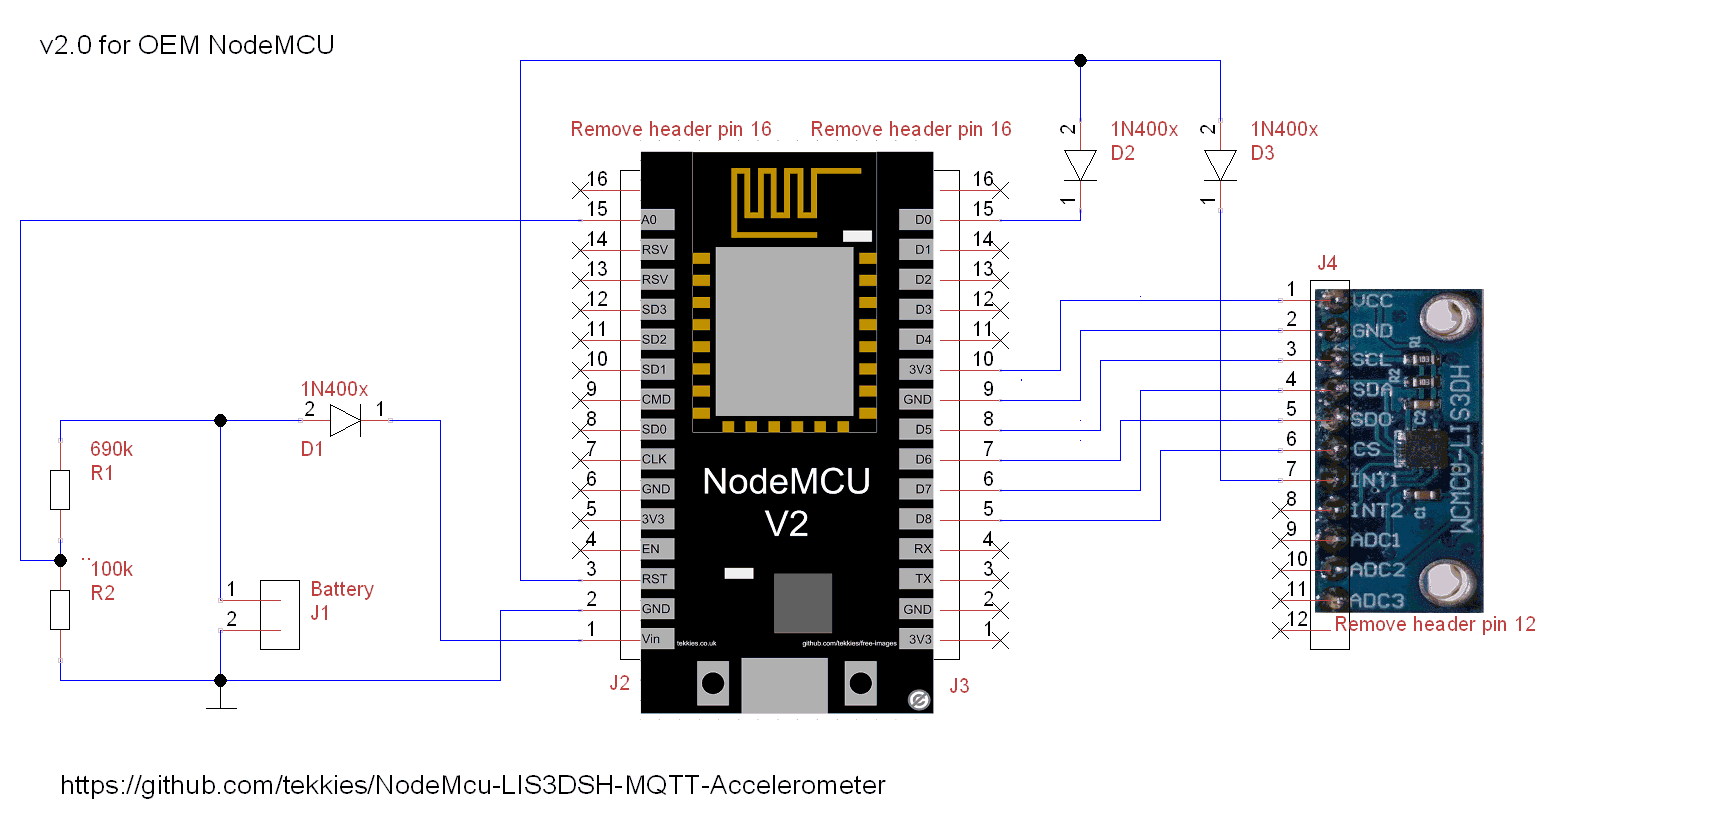 v2.0 for OEM NodeMCU
Remove header pin 16
Remove header pin 16
2
1N400x
D2
1
2
1N400x
D3
1
16
15
14
13
12
11
10
9
8
7
6
5
4
3
2
1
J2
A0
RSV
RSV
SD3
SD2
SD1
CMD
SD0
CLK
GND
3V3
EN
RST
GND
Vin
NodeMCU
V2
tekkies.co.uk
github.com/tekkies/free-images
D0
D1
D2
D3
D4
3V3
GND
D5
D6
D7
D8
RX
TX
GND
3V3
16
15
14
13
12
11
10
9
8
7
6
5
4
3
2
1
J3
1N400x
2
1
D1
690k
R1
100k
R2
1
2
Battery
J1
J4
1
2
3
4
5
6
7
8
9
10
11
12
VCC
GND
SCL
SDA
SDO
CS
INT1
INT2
ADC1
ADC2
ADC3
R1
103
R2
103
C2
C1
WCMCU-LIS3DH
Remove header pin 12
https://github.com/tekkies/NodeMcu-LIS3DSH-MQTT-Accelerometer